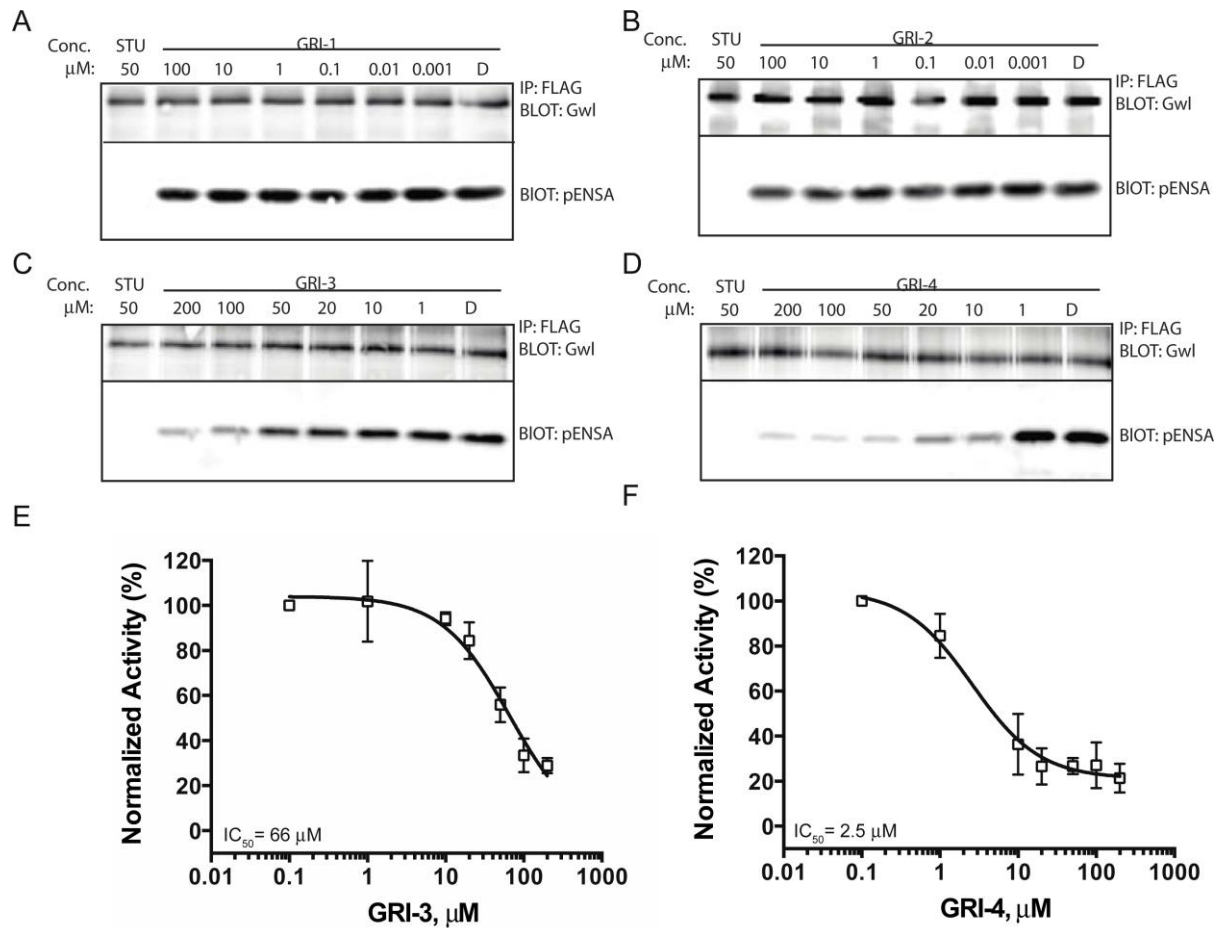 A
Conc. STU GRI-1
μM: 50 100 10 1 0.1 0.01 0.001 D
IP: FLAG
BLOT: Gwl
BIOT: pENSA
B
Conc. STU GRI-2
μM: 50 100 10 1 0.1 0.01 0.001 D
IP: FLAG
BLOT: Gwl
BIOT: pENSA
C
Conc. STU GRI-3
μM: 50 200 100 50 20 10 1 D
IP: FLAG
BLOT: Gwl
BIOT: pENSA
D
Conc. STU GRI-4
μM: 50 200 100 50 20 10 1 D
IP: FLAG
BLOT: Gwl
BIOT: pENSA
E
Normalized Activity (%)
120
100
80
60
40
20
0
IC50= 66 μM
0.01 0.1 1 10 100 1000
GRI-3, μM
F
Normalized Activity (%)
120
100
80
60
40
20
0
IC50= 2.5 μM
0.01 0.1 1 10 100 1000
GRI-4, μM